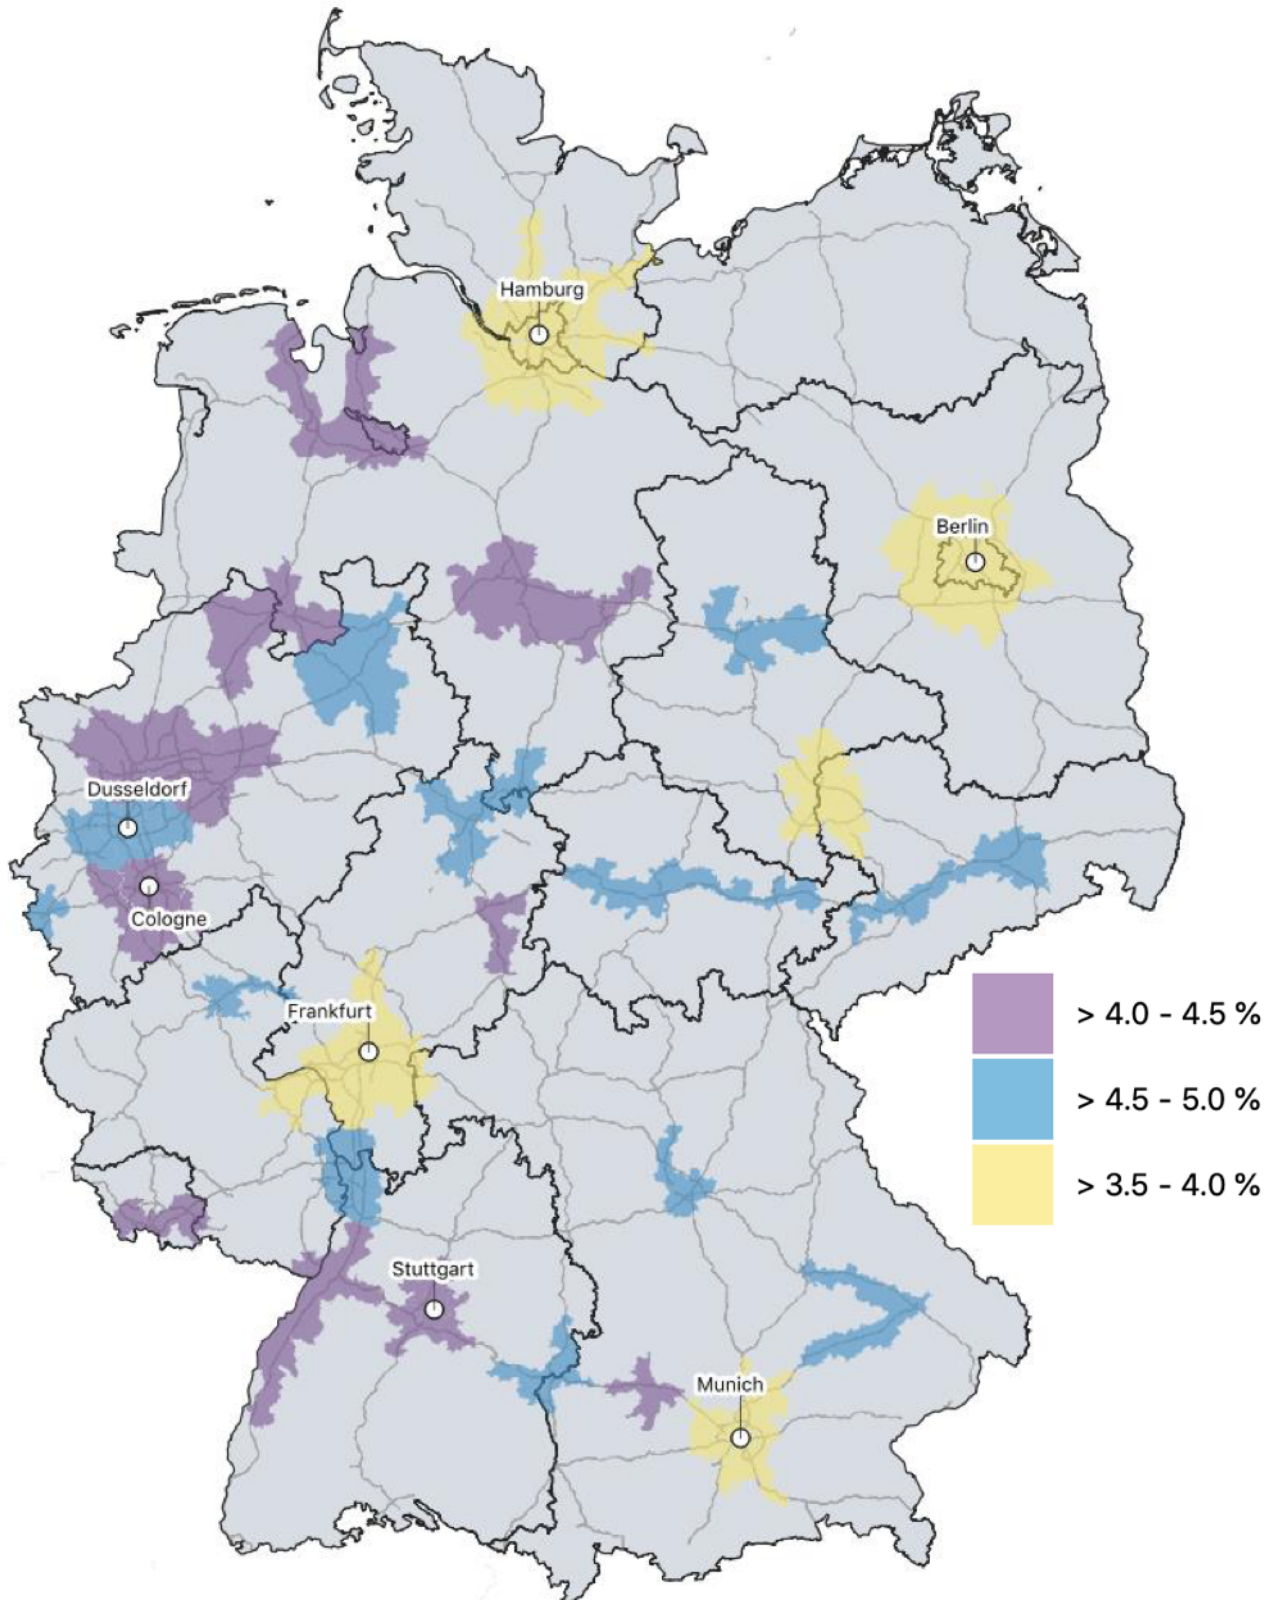 Hamburg
Berlin
Dusseldorf
Cologne
> 4.0 - 4.5 %
Frankfurt
> 4.5 - 5.0 %
> 3.5 - 4.0 %
Stuttgart
Munich